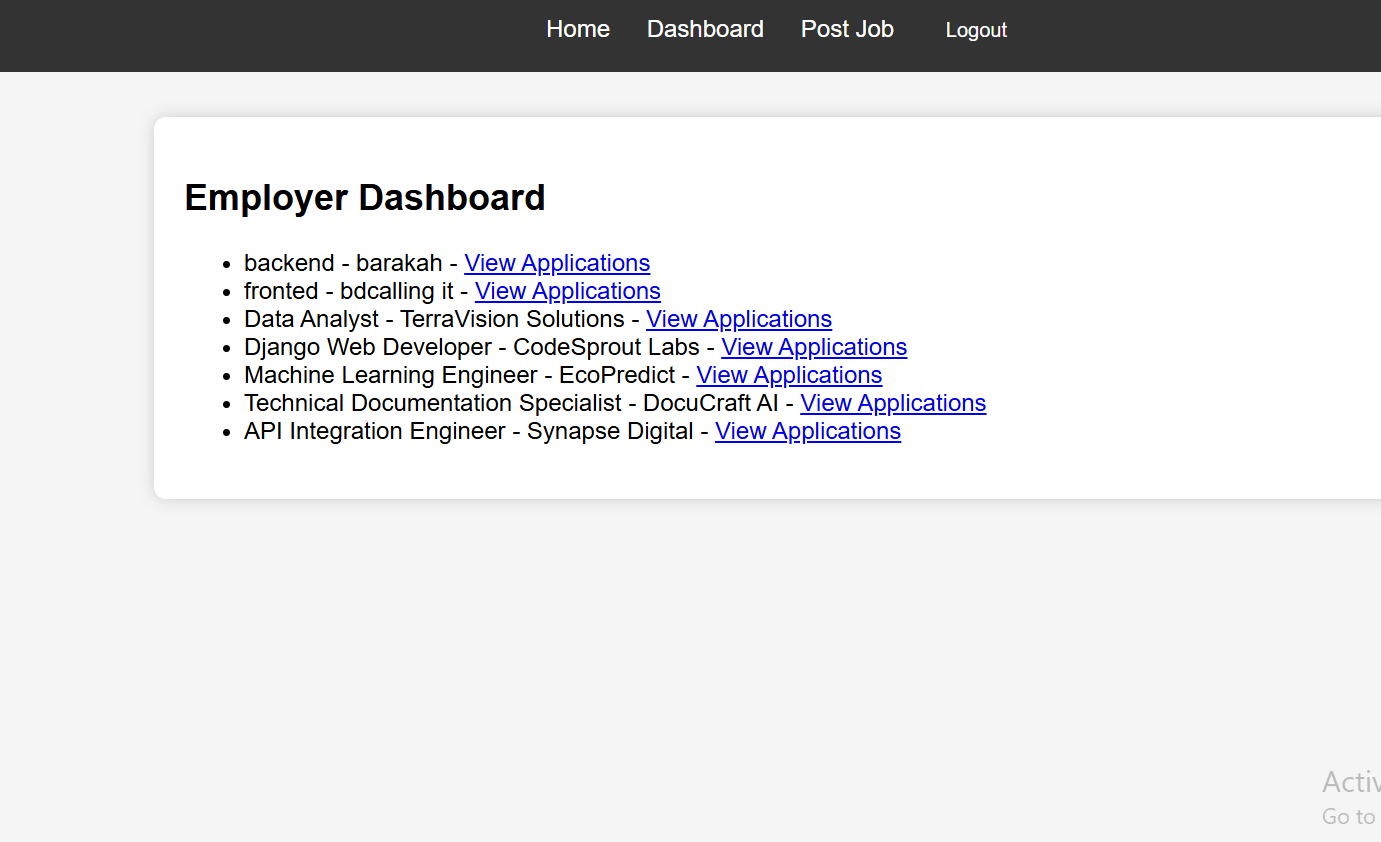 Home Dashboard Post Job Logout
Employer Dashboard
backend - barakah - View Applications
fronted - bdcalling it - View Applications
Data Analyst - TerraVision Solutions - View Applications
Django Web Developer - CodeSprout Labs - View Applications
Machine Learning Engineer - EcoPredict - View Applications
Technical Documentation Specialist - DocuCraft AI - View Applications
API Integration Engineer - Synapse Digital - View Applications
Go to